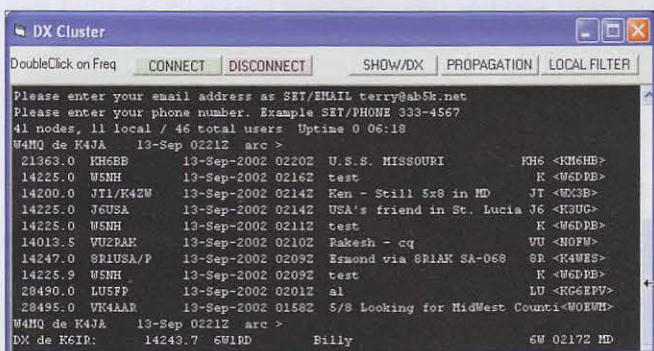 DX Cluster
DoubleClick on Freq CONNECT DISCONNECT SHOW/DX PROPAGATION LOCAL FILTER
Please enter your email address as SET/EMAIL terry@ab5k.net
Please enter your phone number. Example SET/PHONE 333-4567
41 nodes, 11 local / 46 total users Uptime 0 06:18
W4MQ de K4JA 13-Sep 0221Z arc >
21363.0 KH6BB 13-Sep-2002 0220Z U.S.S. MISSOURI KH6 <KM6HB>
14225.0 W5NH 13-Sep-2002 0216Z test K <W6DRB>
14200.0 JT1/K4ZW 13-Sep-2002 0214Z Ken - Still 5x8 in MD JT <WX3B>
14225.0 J6USA 13-Sep-2002 0214Z USA's friend in St. Lucia J6 <K3UG>
14225.0 W5NH 13-Sep-2002 0211Z test K <W6DRB>
14013.5 VU2PAK 13-Sep-2002 0210Z Rakesh - cq VU <N0FW>
14247.0 8R1USA/P 13-Sep-2002 0209Z Esmond via 8R1AK SA-068 8R <K4WES>
14225.9 W5NH 13-Sep-2002 0209Z test K <W6DRB>
28490.0 LU5FP 13-Sep-2002 0201Z al LU <KG6EPV>
28495.0 VK4AAR 13-Sep-2002 0158Z 5/8 Looking for MidWest Counti<W0EWM>
W4MQ de K4JA 13-Sep 0221Z arc >
DX de K6IR: 14243.7 6W1RD Billy 6W 0217Z MD